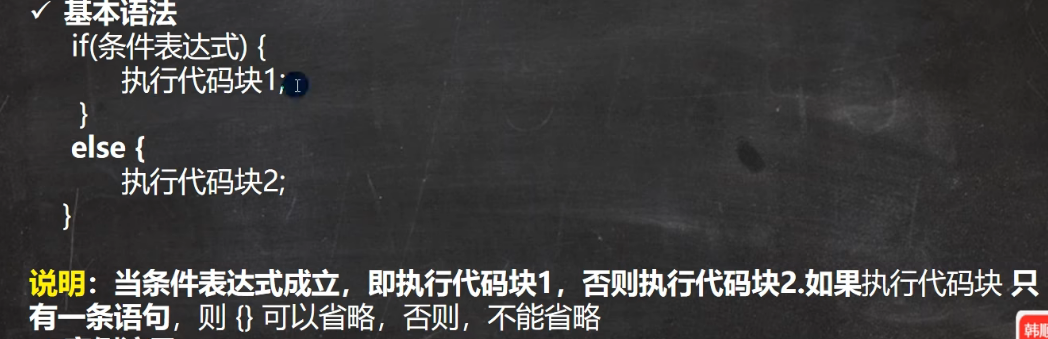 ✓ 基本语法
if(条件表达式) {
执行代码块1;
}
else {
执行代码块2;
}
说明：当条件表达式成立，即执行代码块1，否则执行代码块2.如果执行代码块 只
有一条语句，则 {} 可以省略，否则，不能省略
韩顺